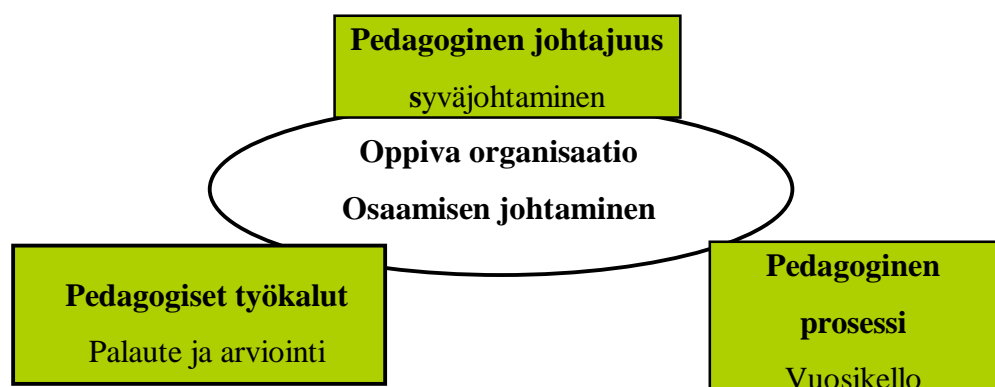 Pedagoginen johtajuus
syväjohtaminen
Oppiva organisaatio
Osaamisen johtaminen
Pedagogiset työkalut
Palaute ja arviointi
Pedagoginen
prosessi
Vuosikello